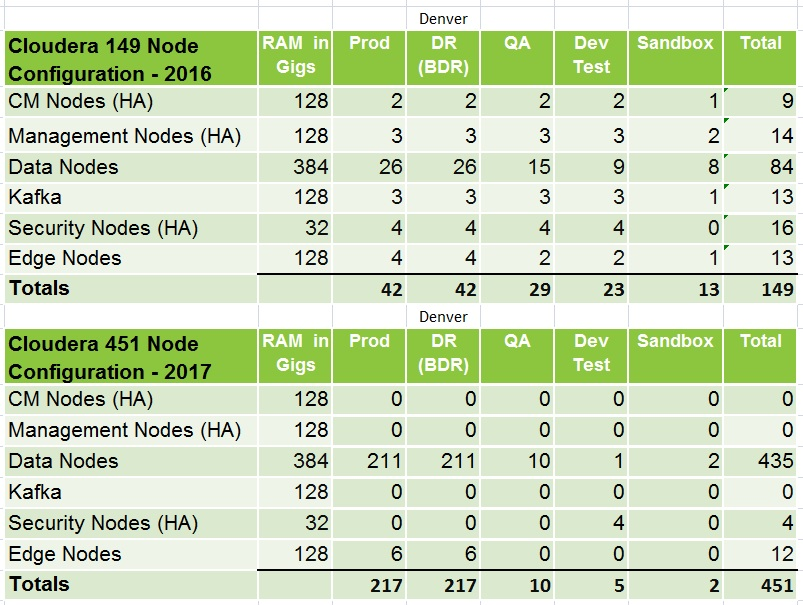 Denver
Cloudera 149 Node Configuration - 2016 RAM in Gigs Prod DR (BDR) QA Dev Test Sandbox Total
CM Nodes (HA) 128 2 2 2 2 1 9
Management Nodes (HA) 128 3 3 3 3 2 14
Data Nodes 384 26 26 15 9 8 84
Kafka 128 3 3 3 3 1 13
Security Nodes (HA) 32 4 4 4 4 0 16
Edge Nodes 128 4 4 2 2 1 13
Totals 42 42 29 23 13 149
Denver
Cloudera 451 Node Configuration - 2017 RAM in Gigs Prod DR (BDR) QA Dev Test Sandbox Total
CM Nodes (HA) 128 0 0 0 0 0 0
Management Nodes (HA) 128 0 0 0 0 0 0
Data Nodes 384 211 211 10 1 2 435
Kafka 128 0 0 0 0 0 0
Security Nodes (HA) 32 0 0 0 4 0 4
Edge Nodes 128 6 6 0 0 0 12
Totals 217 217 10 5 2 451